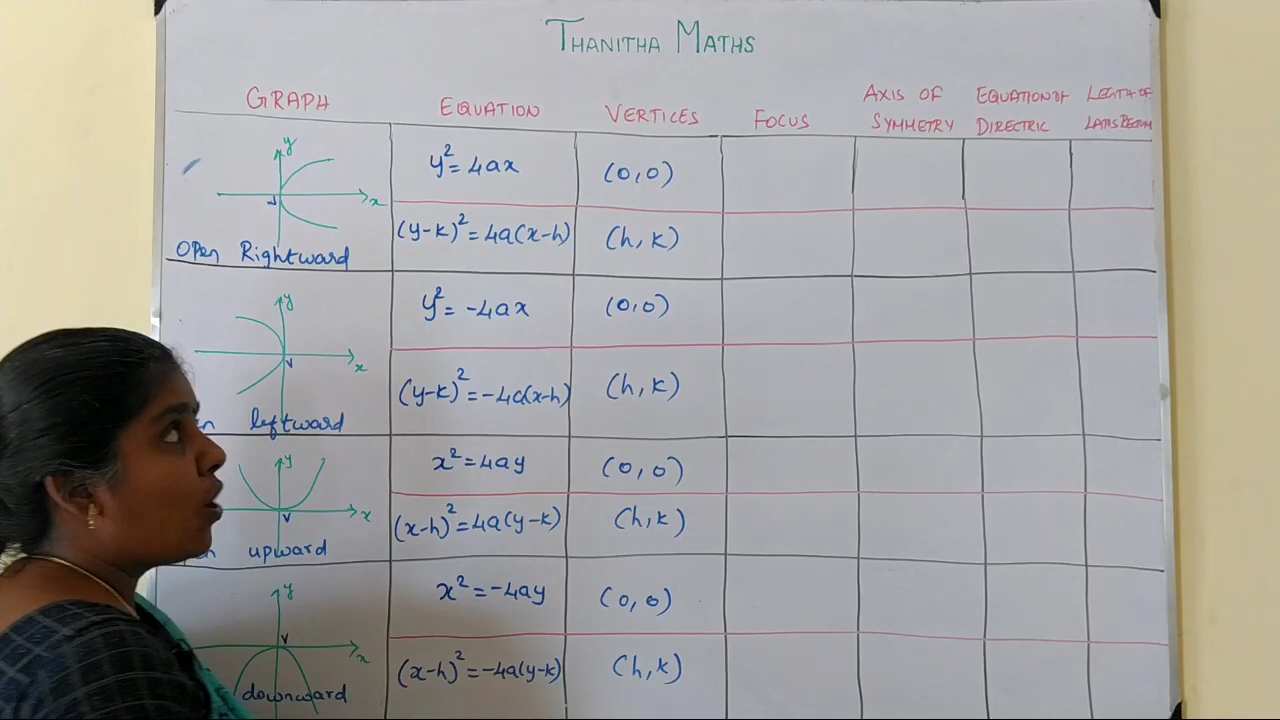 THANITHA MATHS
GRAPH EQUATION VERTICES FOCUS AXIS OF SYMMETRY EQUATION OF DIRECTRIC LEGTH OF
y
x
V
Open Rightward
y² = 4ax (0,0)
(y-k)² = 4a(x-h) (h,k)
y
x
V
leftward
y² = -4ax (0,0)
(y-k)² = -4a(x-h) (h,k)
y
x
V
upward
x² = 4ay (0,0)
(x-h)² = 4a(y-k) (h,k)
y
x
V
downward
x² = -4ay (0,0)
(x-h)² = -4a(y-k) (h,k)